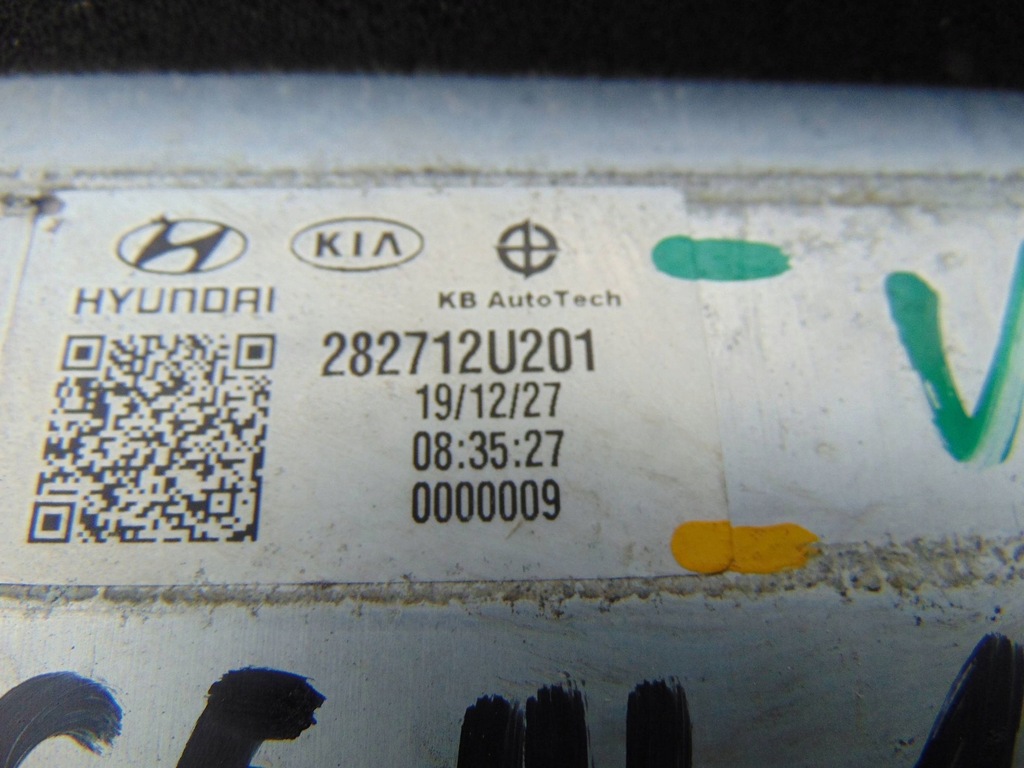 HYUNDAI
KIA
KB AutoTech
282712U201
19/12/27
08:35:27
0000009